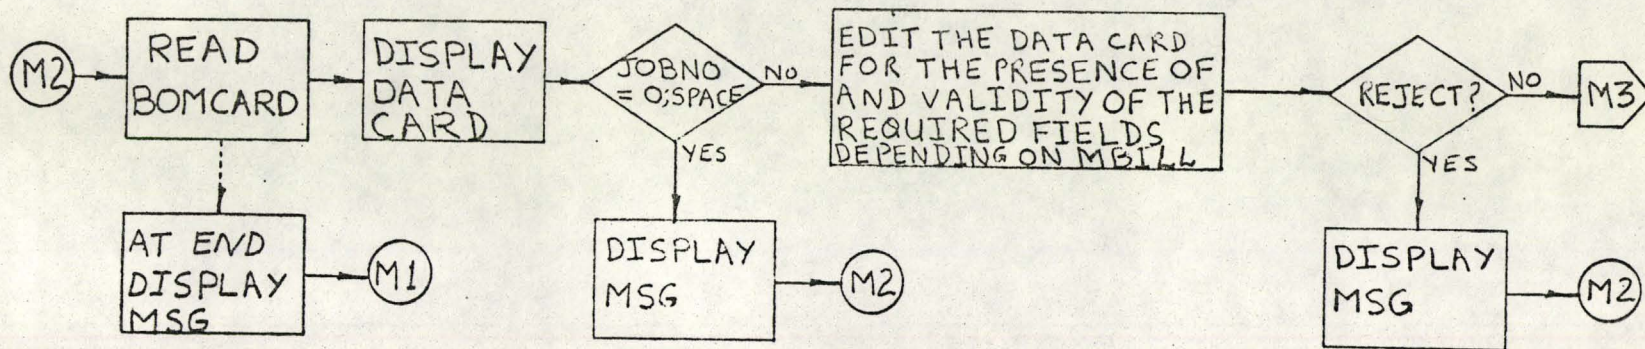 M2
READ
BOMCARD
DISPLAY
DATA
CARD
JOBNO
= O;SPACE
NO
YES
EDIT THE DATA CARD
FOR THE PRESENCE OF
AND VALIDITY OF THE
REQUIRED FIELDS
DEPENDING ON MBILL
REJECT?
NO
M3
YES
AT END
DISPLAY
MSG
M1
DISPLAY
MSG
M2
DISPLAY
MSG
M2